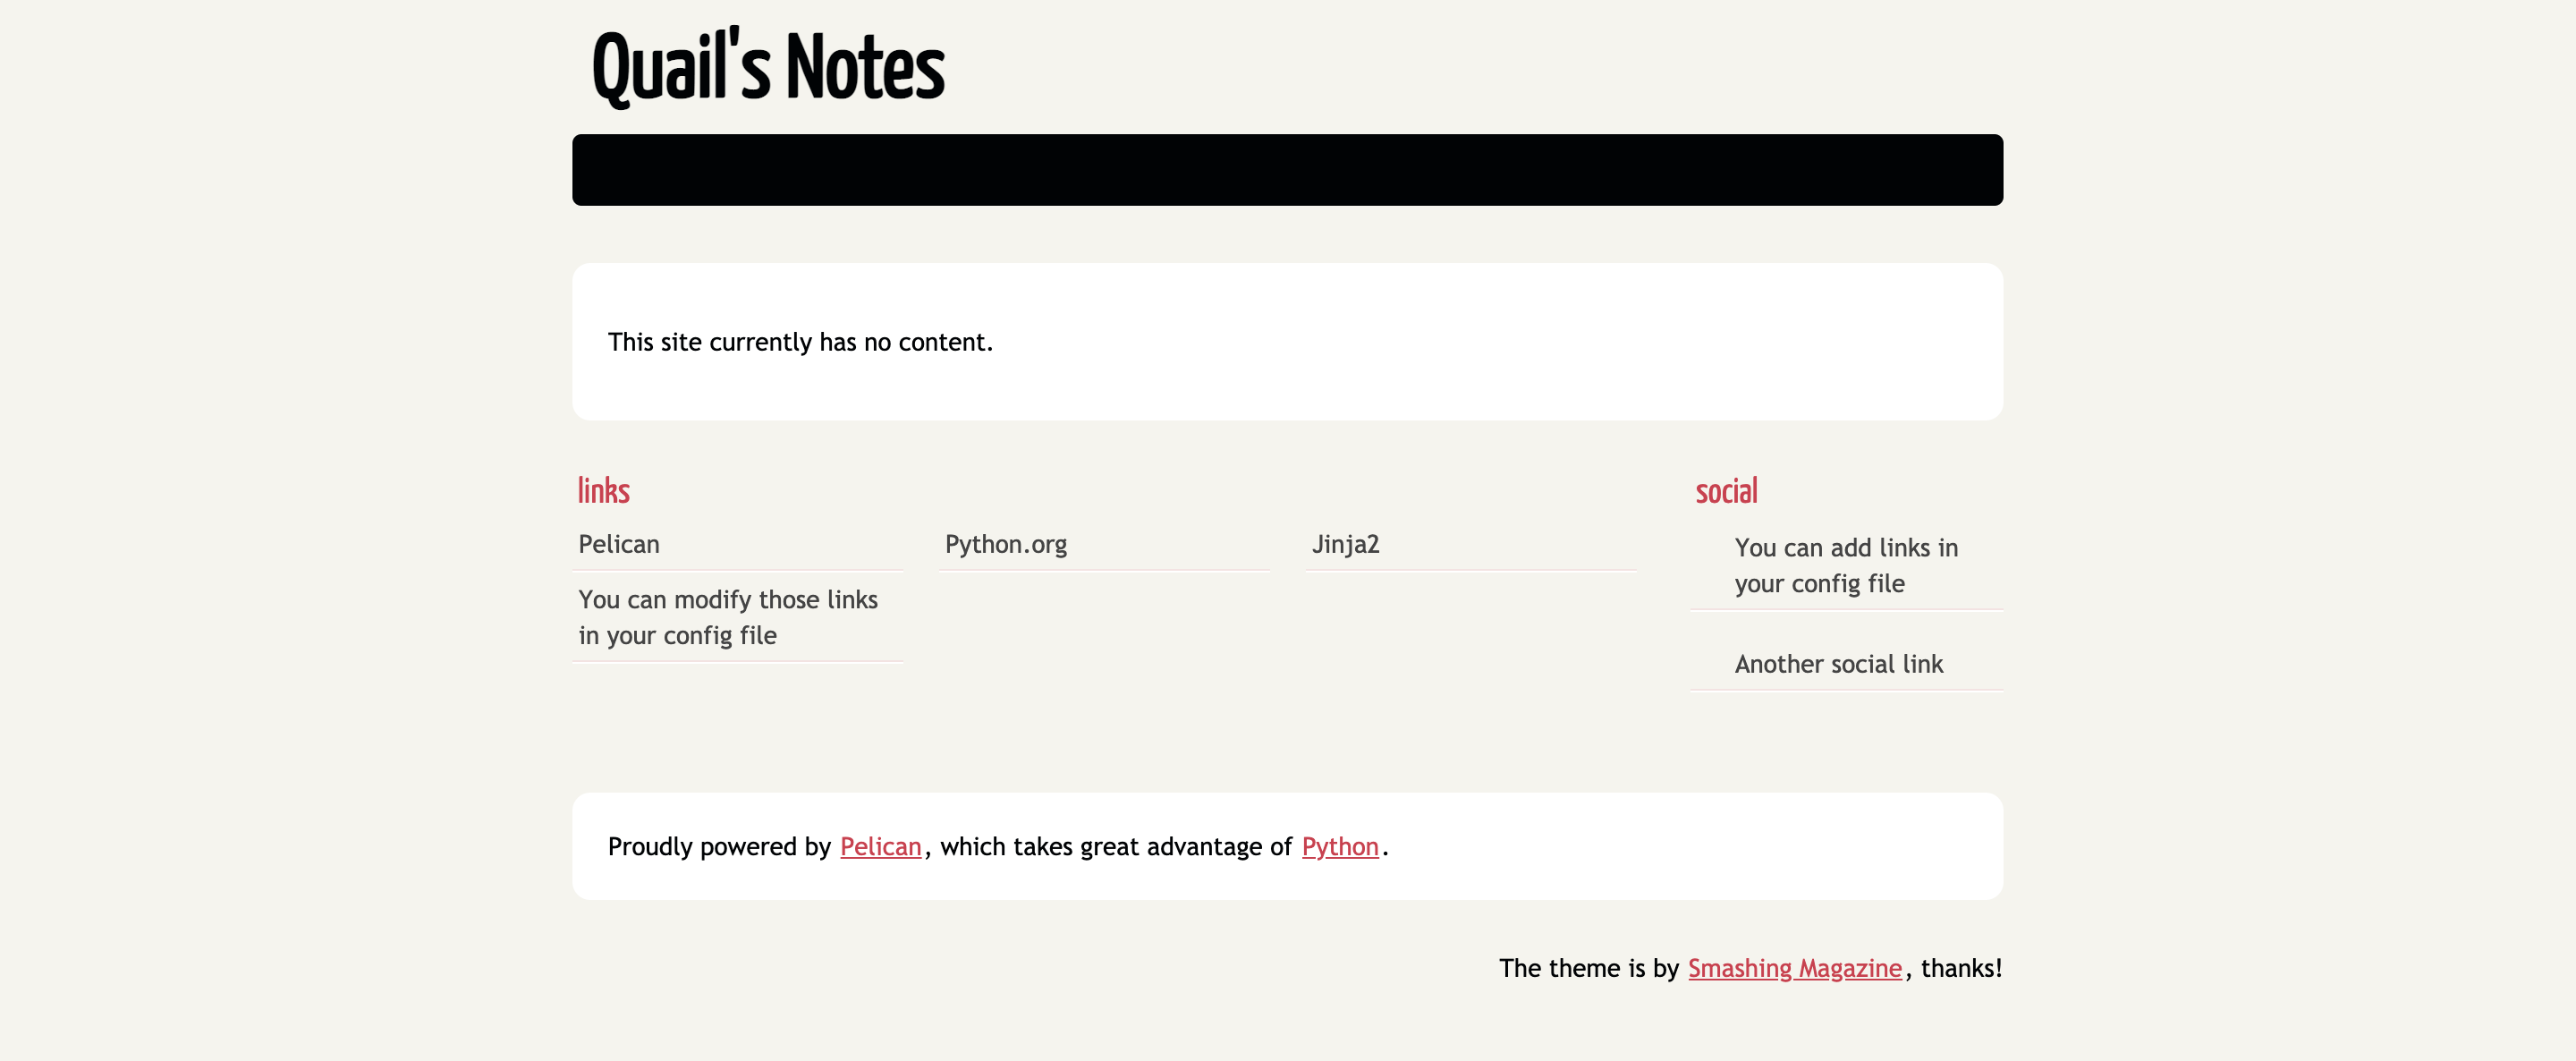 Quail's Notes
This site currently has no content.
links
Pelican
Python.org
Jinja2
You can modify those links
in your config file
social
You can add links in
your config file
Another social link
Proudly powered by Pelican, which takes great advantage of Python.
The theme is by Smashing Magazine, thanks!